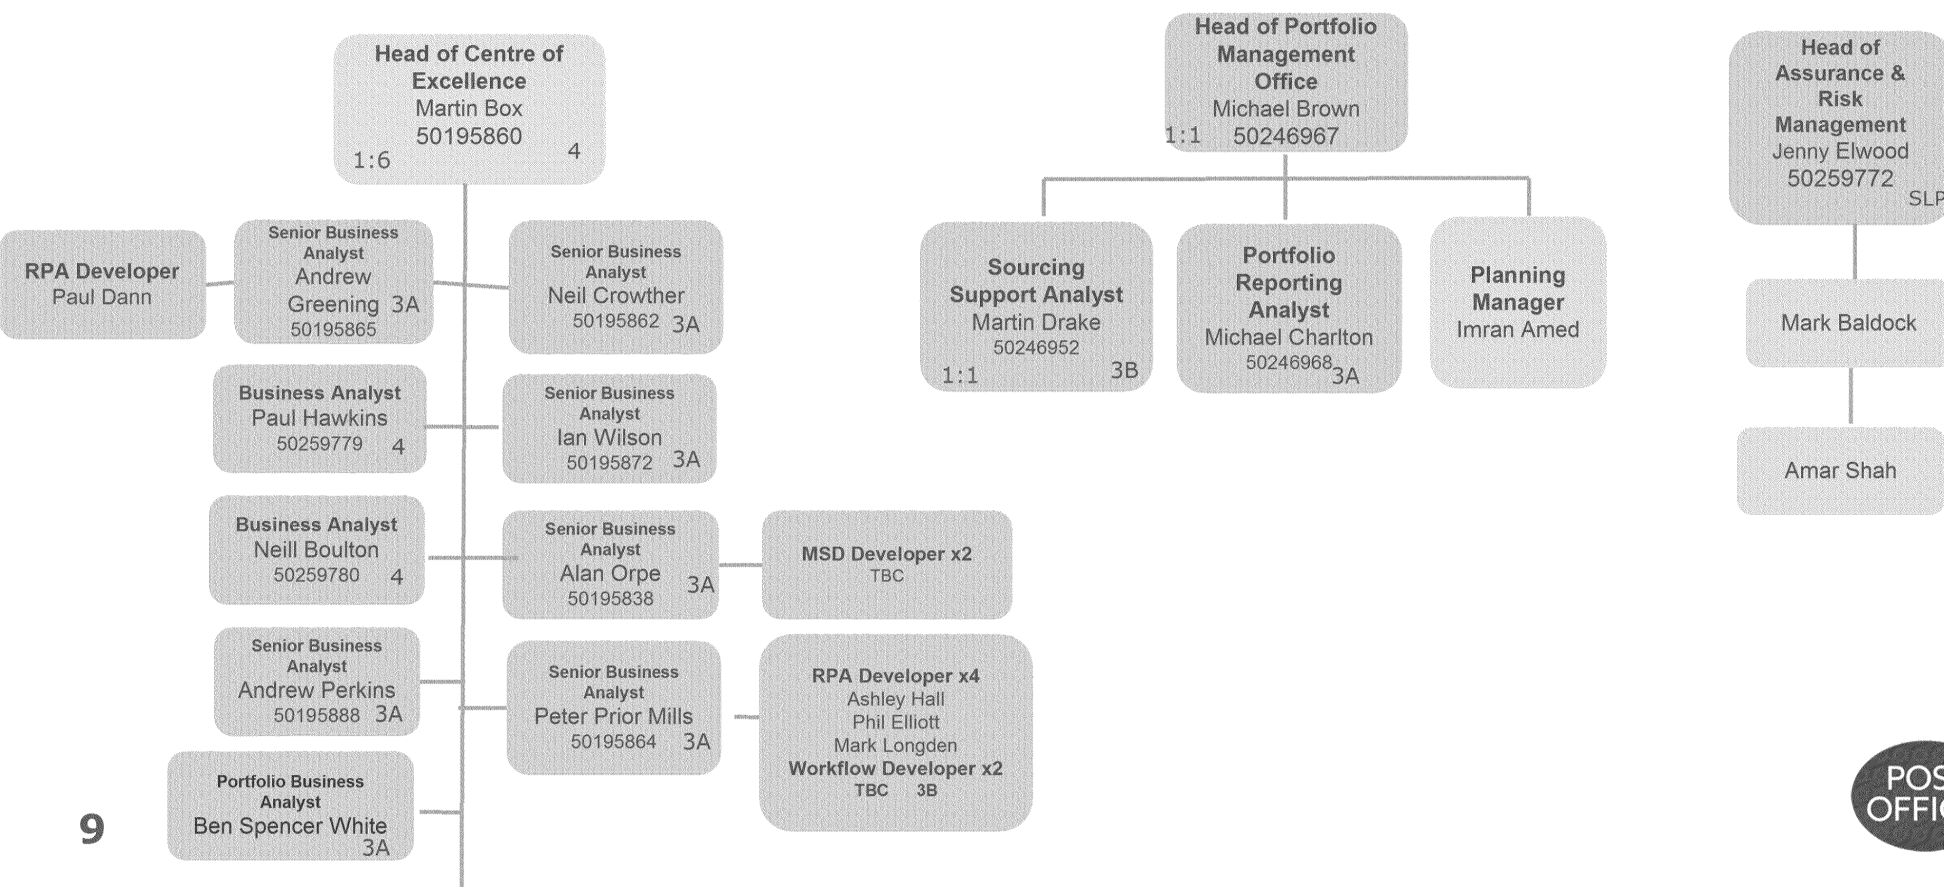 Head of Centre of
Excellence
Martin Box
50195860
1:6
4
RPA Developer
Paul Dann
Senior Business
Analyst
Andrew
Greening 3A
50195865
Senior Business
Analyst
Neil Crowther
50195862 3A
Business Analyst
Paul Hawkins
50259779 4
Senior Business
Analyst
Ian Wilson
50195872 3A
Business Analyst
Neill Boulton
50259780 4
Senior Business
Analyst
Alan Orpe 3A
50195838
MSD Developer x2
TBC
Senior Business
Analyst
Andrew Perkins
50195888 3A
Senior Business
Analyst
Peter Prior Mills
50195864 3A
RPA Developer x4
Ashley Hall
Phil Elliott
Mark Longden
Workflow Developer x2
TBC 3B
Portfolio Business
Analyst
Ben Spencer White
3A
Head of Portfolio
Management
Office
Michael Brown
1:1 50246967
Sourcing
Support Analyst
Martin Drake
50246952
1:1 3B
Portfolio
Reporting
Analyst
Michael Charlton
50246968 3A
Planning
Manager
Imran Amed
Head of
Assurance &
Risk
Management
Jenny Elwood
50259772
SLP
Mark Baldock
Amar Shah
9
POS
OFFI